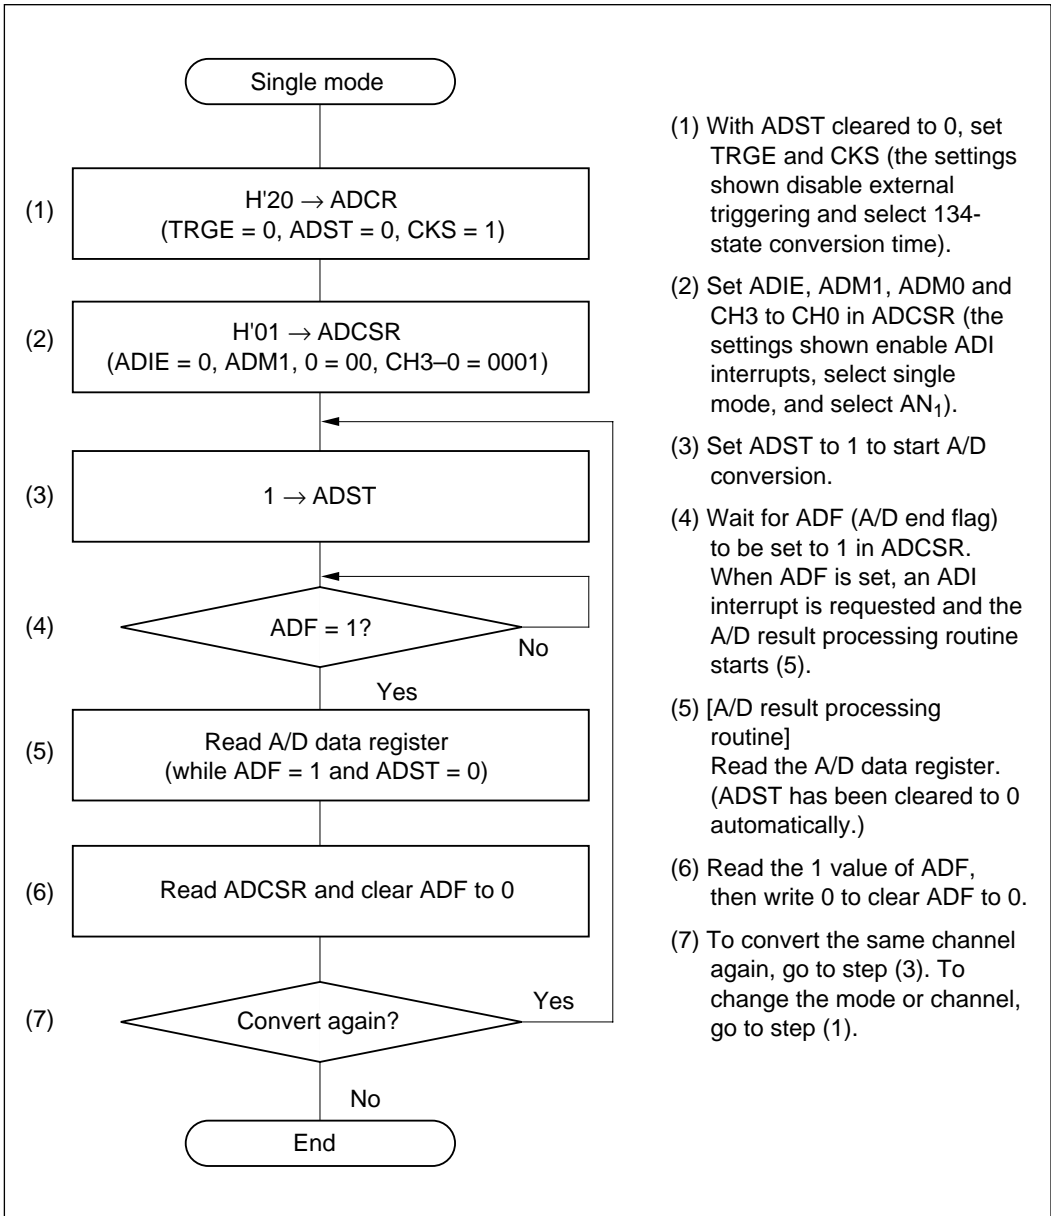 Single mode
(1)
H'20 → ADCR
(TRGE = 0, ADST = 0, CKS = 1)
(2)
H'01 → ADCSR
(ADIE = 0, ADM1, 0 = 00, CH3–0 = 0001)
(3)
1 → ADST
(4)
ADF = 1?
No
Yes
(5)
Read A/D data register
(while ADF = 1 and ADST = 0)
(6)
Read ADCSR and clear ADF to 0
(7)
Convert again?
Yes
No
End
(1) With ADST cleared to 0, set
TRGE and CKS (the settings
shown disable external
triggering and select 134-
state conversion time).
(2) Set ADIE, ADM1, ADM0 and
CH3 to CH0 in ADCSR (the
settings shown enable ADI
interrupts, select single
mode, and select AN1).
(3) Set ADST to 1 to start A/D
conversion.
(4) Wait for ADF (A/D end flag)
to be set to 1 in ADCSR.
When ADF is set, an ADI
interrupt is requested and the
A/D result processing routine
starts (5).
(5) [A/D result processing
routine]
Read the A/D data register.
(ADST has been cleared to 0
automatically.)
(6) Read the 1 value of ADF,
then write 0 to clear ADF to 0.
(7) To convert the same channel
again, go to step (3). To
change the mode or channel,
go to step (1).